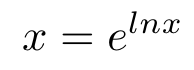 $x = e^{lnx}$